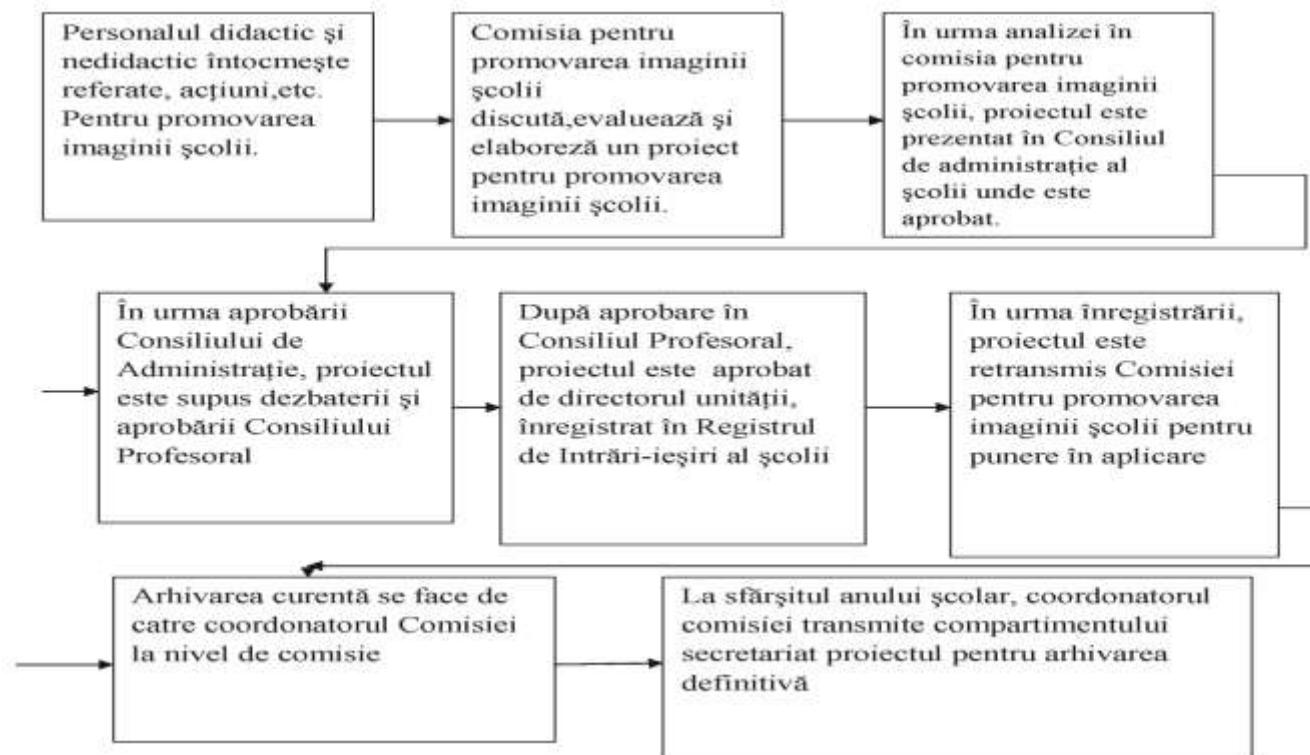 Personalul didactic şi
nedidactic întocmeşte
referate, acţiuni,etc.
Pentru promovarea
imaginii şcolii.
Comisia pentru
promovarea imaginii
şcolii
discută,evaluează şi
elaboreză un proiect
pentru promovarea
imaginii şcolii.
În urma analizei în
comisia pentru
promovarea imaginii
şcolii, proiectul este
prezentat în Consiliul
de administraţie al
şcolii unde este
aprobat.
În urma aprobării
Consiliului de
Administraţie, proiectul
este supus dezbaterii şi
aprobării Consiliului
Profesoral
După aprobare în
Consiliul Profesoral,
proiectul este aprobat
de directorul unităţii,
înregistrat în Registrul
de Intrări-ieşiri al şcolii
În urma înregistrării,
proiectul este
retransmis Comisiei
pentru promovarea
imaginii şcolii pentru
punere în aplicare
Arhivarea curentă se face de
catre coordonatorul Comisiei
la nivel de comisie
La sfârşitul anului şcolar, coordonatorul
comisiei transmite compartimentului
secretariat proiectul pentru arhivarea
definitivă